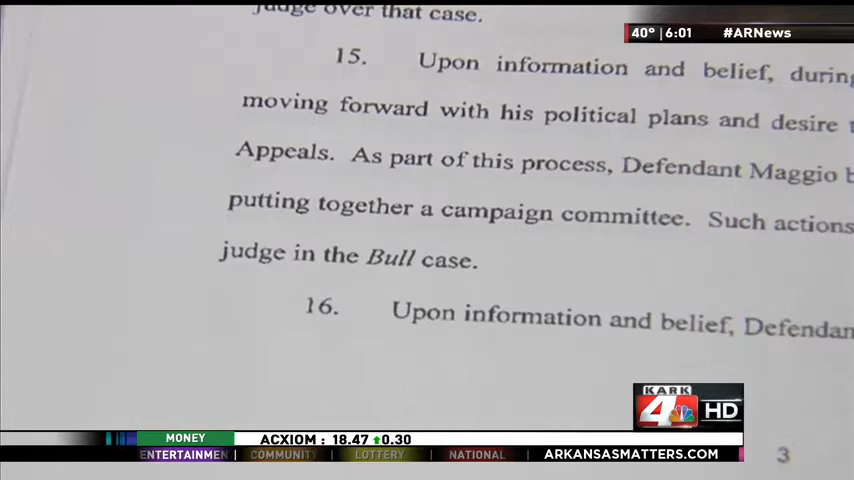 judge over that case.
40° 6:01 #ARNews
15. Upon information and belief, during
moving forward with his political plans and desire
Appeals. As part of this process, Defendant Maggio
putting together a campaign committee. Such actions
judge in the Bull case.
16. Upon information and belief, Defendan
KARK
4 HD
MONEY ACXIOM : 18.47 0.30
ENTERTAINMEN COMMUNITY LOTTERY NATIONAL ARKANSASMATTERS.COM
3